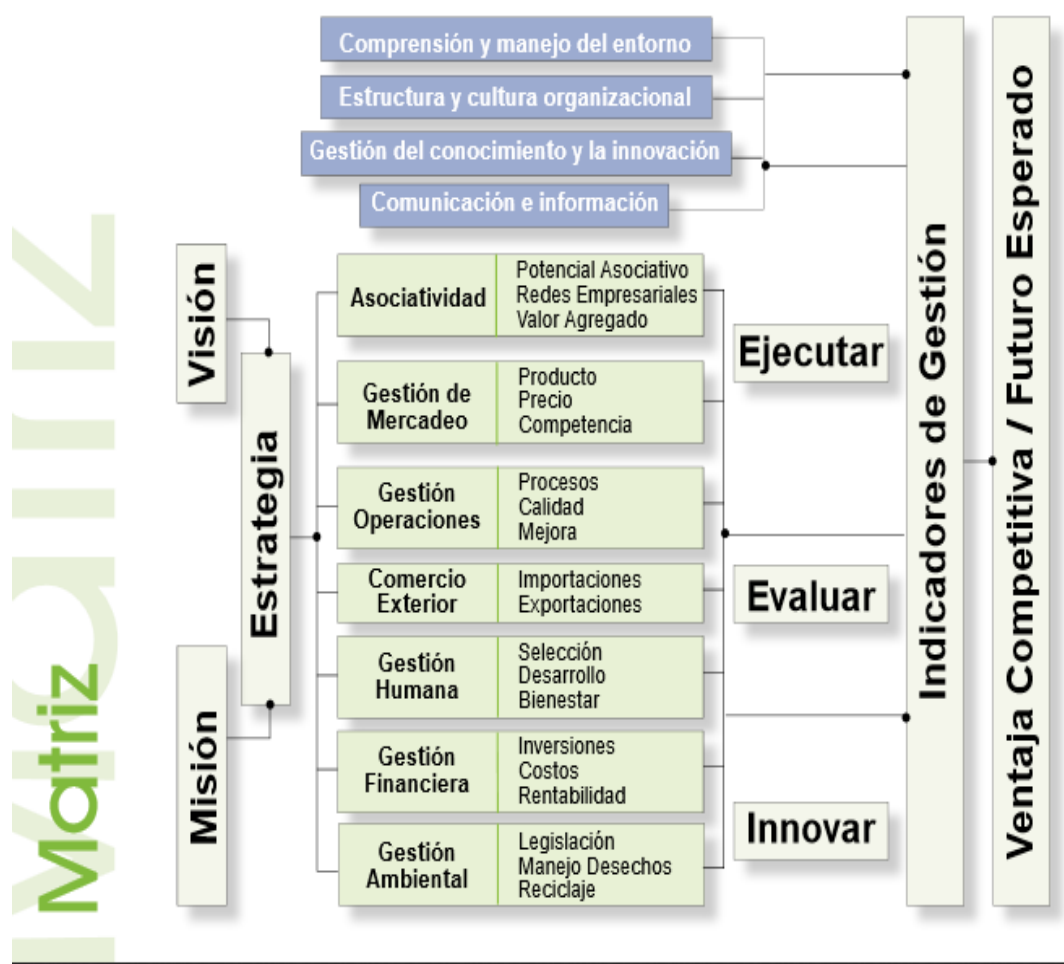 Comprensión y manejo del entorno
Estructura y cultura organizacional
Gestión del conocimiento y la innovación
Comunicación e información
Matriz
Matriz
Visión
Misión
Estrategia
Asociatividad
Potencial Asociativo
Redes Empresariales
Valor Agregado
Gestión de
Mercadeo
Producto
Precio
Competencia
Gestión
Operaciones
Procesos
Calidad
Mejora
Comercio
Exterior
Importaciones
Exportaciones
Gestión
Humana
Selección
Desarrollo
Bienestar
Gestión
Financiera
Inversiones
Costos
Rentabilidad
Gestión
Ambiental
Legislación
Manejo Desechos
Reciclaje
Ejecutar
Evaluar
Innovar
Indicadores de Gestión
Ventaja Competitiva / Futuro Esperado